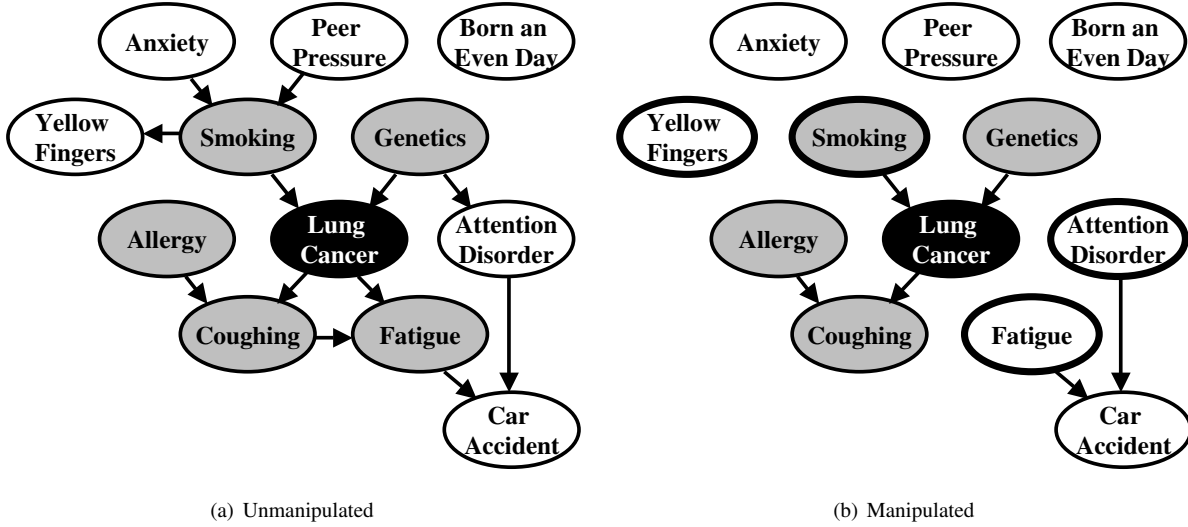 Anxiety
Peer
Pressure
Born an
Even Day
Yellow
Fingers
Smoking
Genetics
Allergy
Lung
Cancer
Attention
Disorder
Coughing
Fatigue
Car
Accident
(a) Unmanipulated
Anxiety
Peer
Pressure
Born an
Even Day
Yellow
Fingers
Smoking
Genetics
Allergy
Lung
Cancer
Attention
Disorder
Coughing
Fatigue
Car
Accident
(b) Manipulated